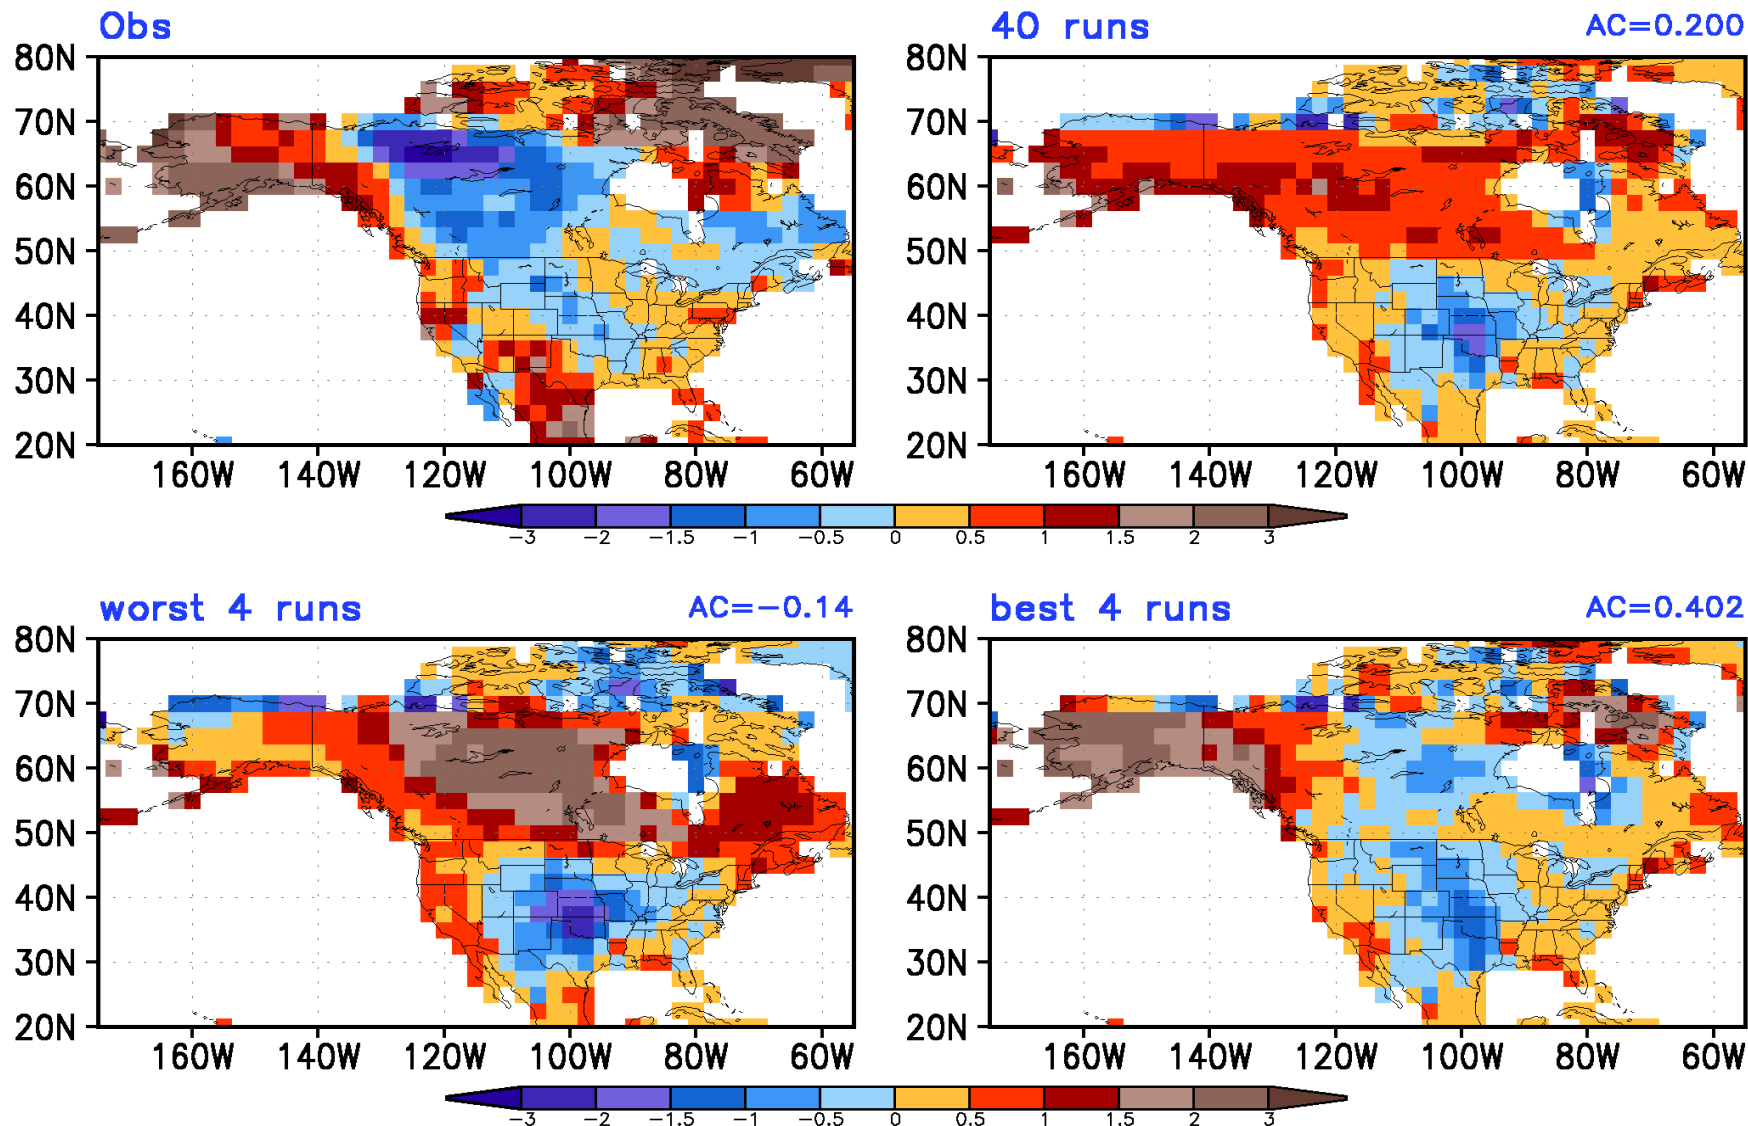 Obs
40 runs AC=0.200
80N 80N
70N 70N
60N 60N
50N 50N
40N 40N
30N 30N
20N 20N
160W 140W 120W 100W 80W 60W 160W 140W 120W 100W 80W 60W
-3 -2 -1.5 -1 -0.5 0 0.5 1 1.5 2 3
worst 4 runs AC=-0.14
best 4 runs AC=0.402
80N 80N
70N 70N
60N 60N
50N 50N
40N 40N
30N 30N
20N 20N
160W 140W 120W 100W 80W 60W 160W 140W 120W 100W 80W 60W
-3 -2 -1.5 -1 -0.5 0 0.5 1 1.5 2 3